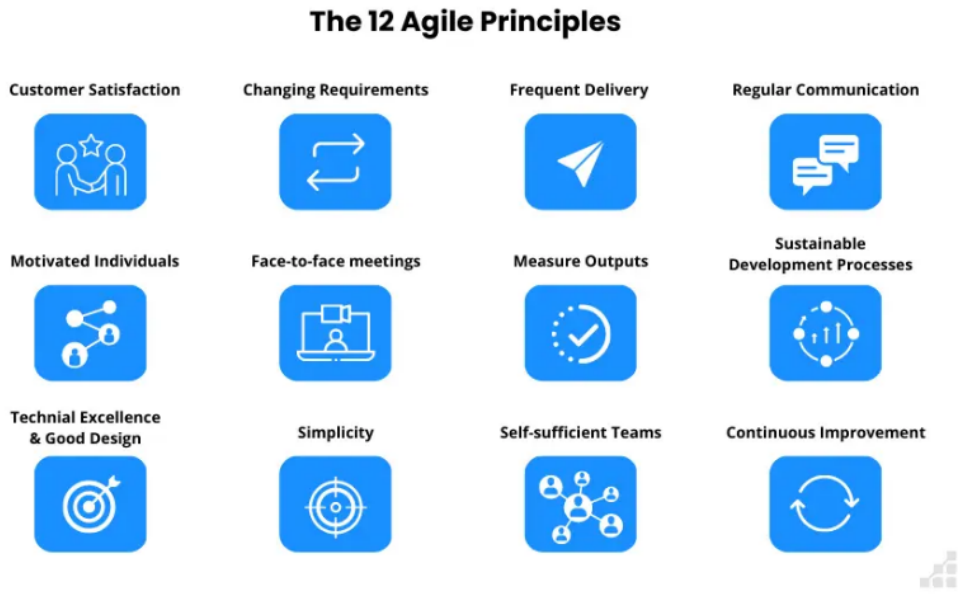 The 12 Agile Principles
Customer Satisfaction
Changing Requirements
Frequent Delivery
Regular Communication
Motivated Individuals
Face-to-face meetings
Measure Outputs
Sustainable
Development Processes
Technial Excellence
& Good Design
Simplicity
Self-sufficient Teams
Continuous Improvement